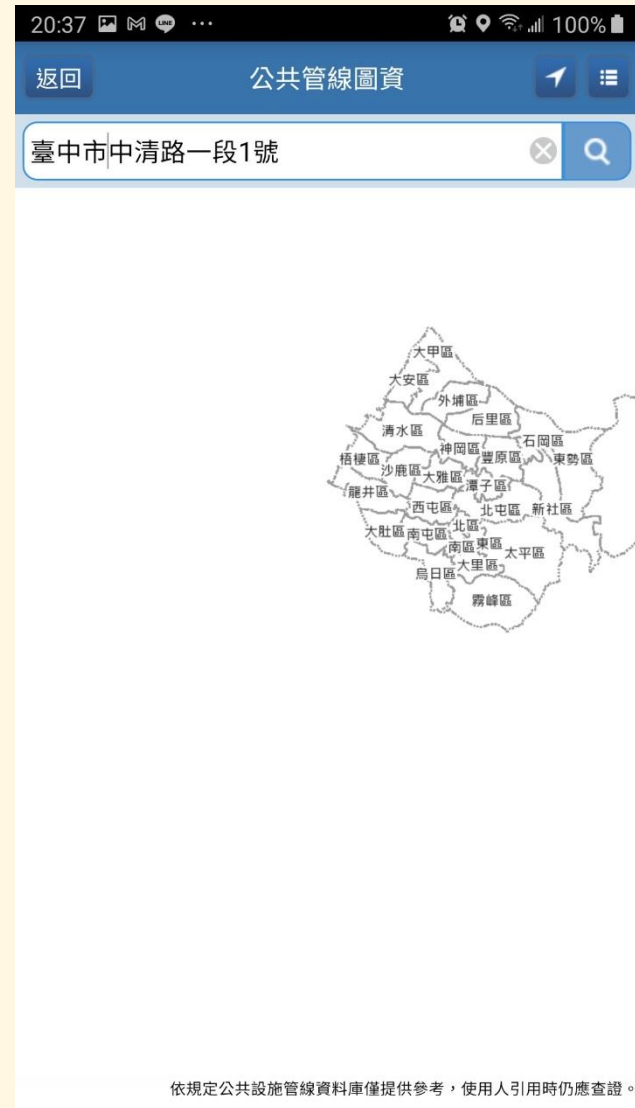 20:37 ... 100%
返回 公共管線圖資
臺中市中清路一段1號
大甲區
大安區
外埔區
后里區
清水區
石岡區
神岡區
豐原區
東勢區
梧棲區
沙鹿區
大雅區
潭子區
龍井區
西屯區
北屯區
新社區
大肚區
南屯區
北區
南區
東區
太平區
大里區
烏日區
霧峰區
依規定公共設施管線資料庫僅提供參考，使用人引用時仍應查證。